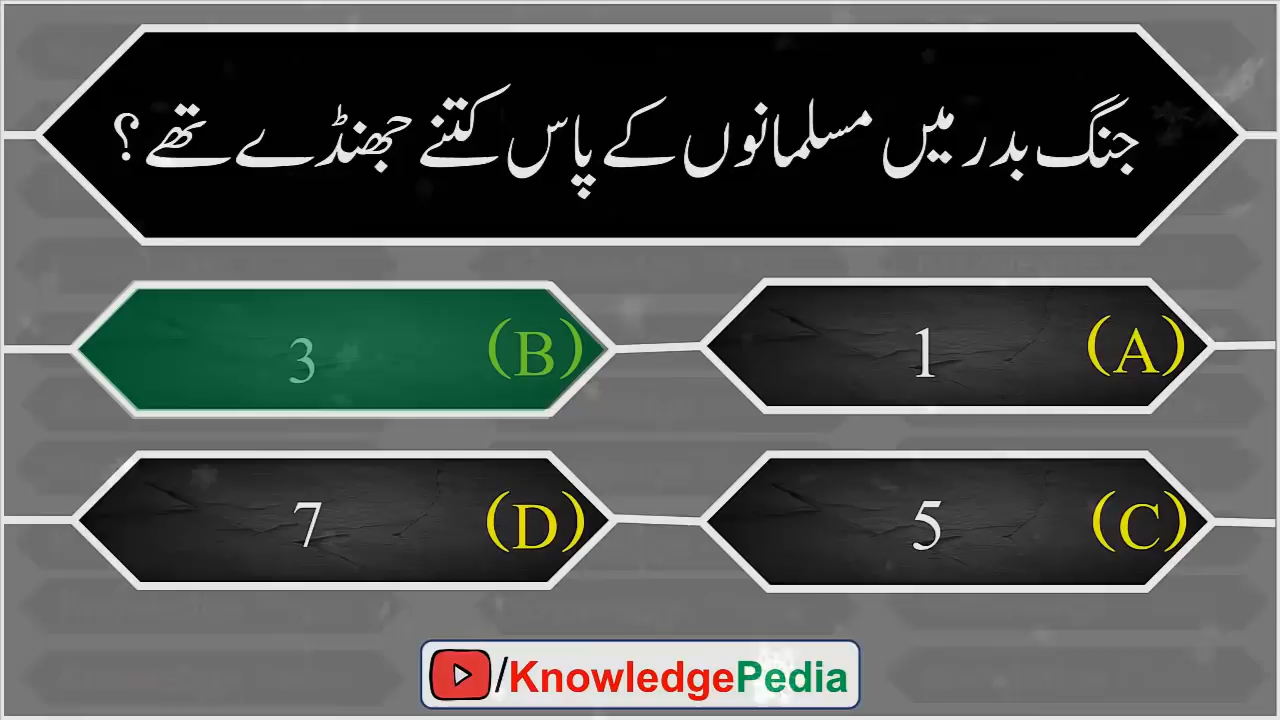 جنگ بدر میں مسلمانوں کے پاس کتنے جھنڈے تھے؟
(A) 1
(B) 3
(C) 5
(D) 7
/KnowledgePedia